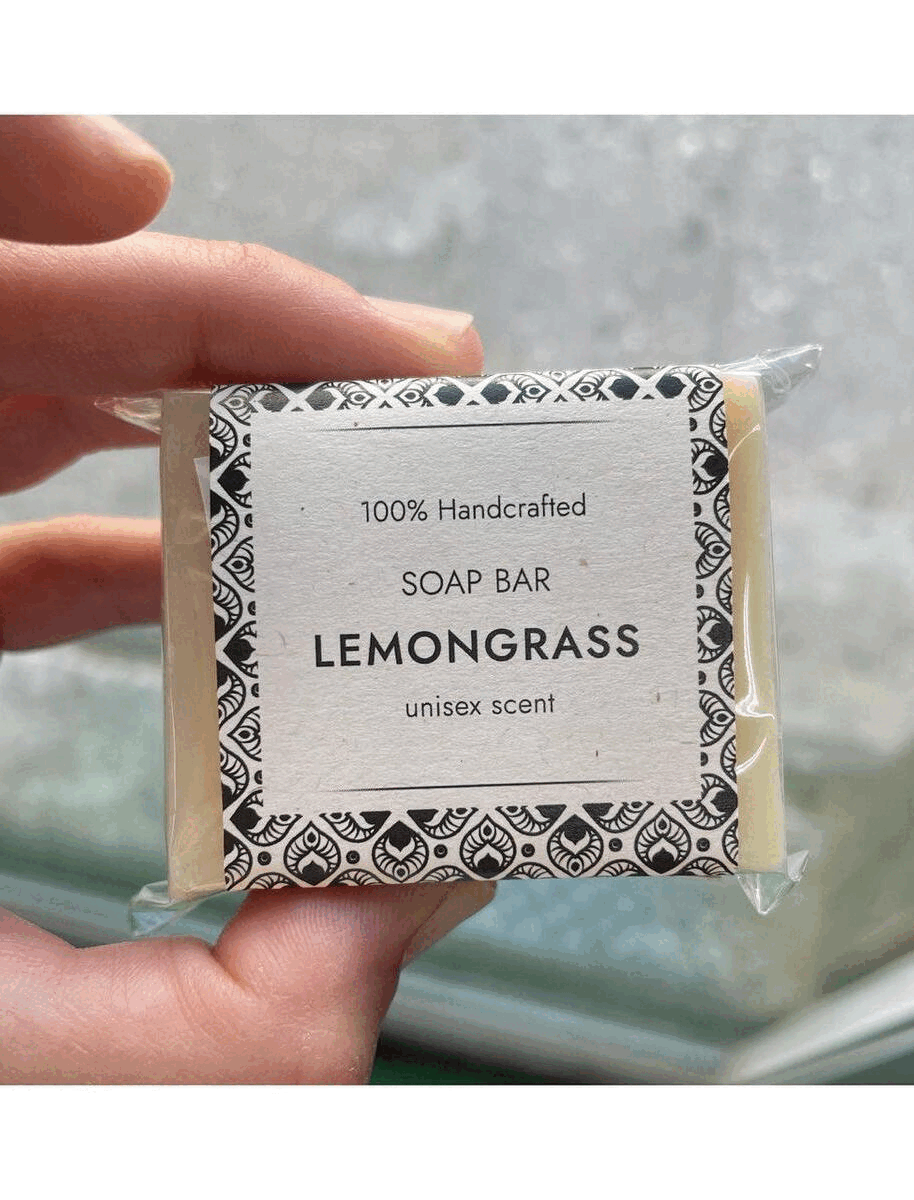 100% Handcrafted
SOAP BAR
LEMONGRASS
unisex scent